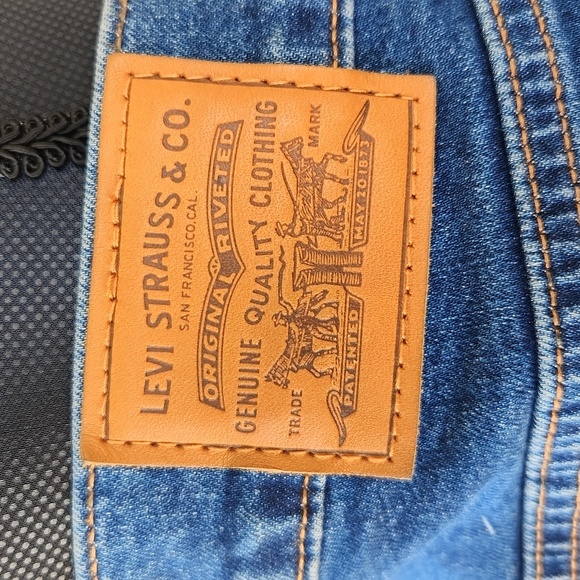 LEVI STRAUSS & CO.
SAN FRANCISCO, CAL.
ORIGINAL RIVETED
GENUINE QUALITY CLOTHING
TRADE MARK
PATENTED MAY 20 1873